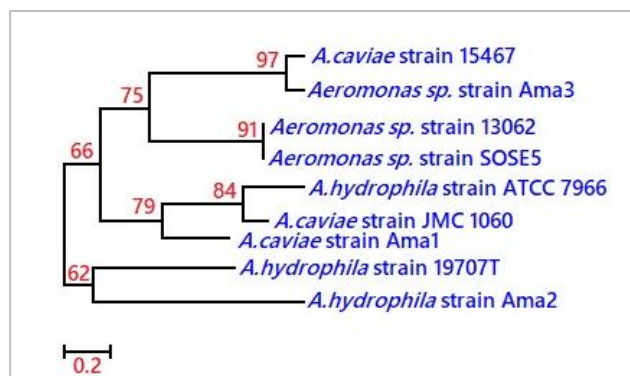 97
A.caviae strain 15467
Aeromonas sp. strain Ama3
75
91
Aeromonas sp. strain 13062
Aeromonas sp. strain SOSE5
66
84
A.hydrophila strain ATCC 7966
79
A.caviae strain JMC 1060
A.caviae strain Ama1
62
A.hydrophila strain 19707T
A.hydrophila strain Ama2
0.2